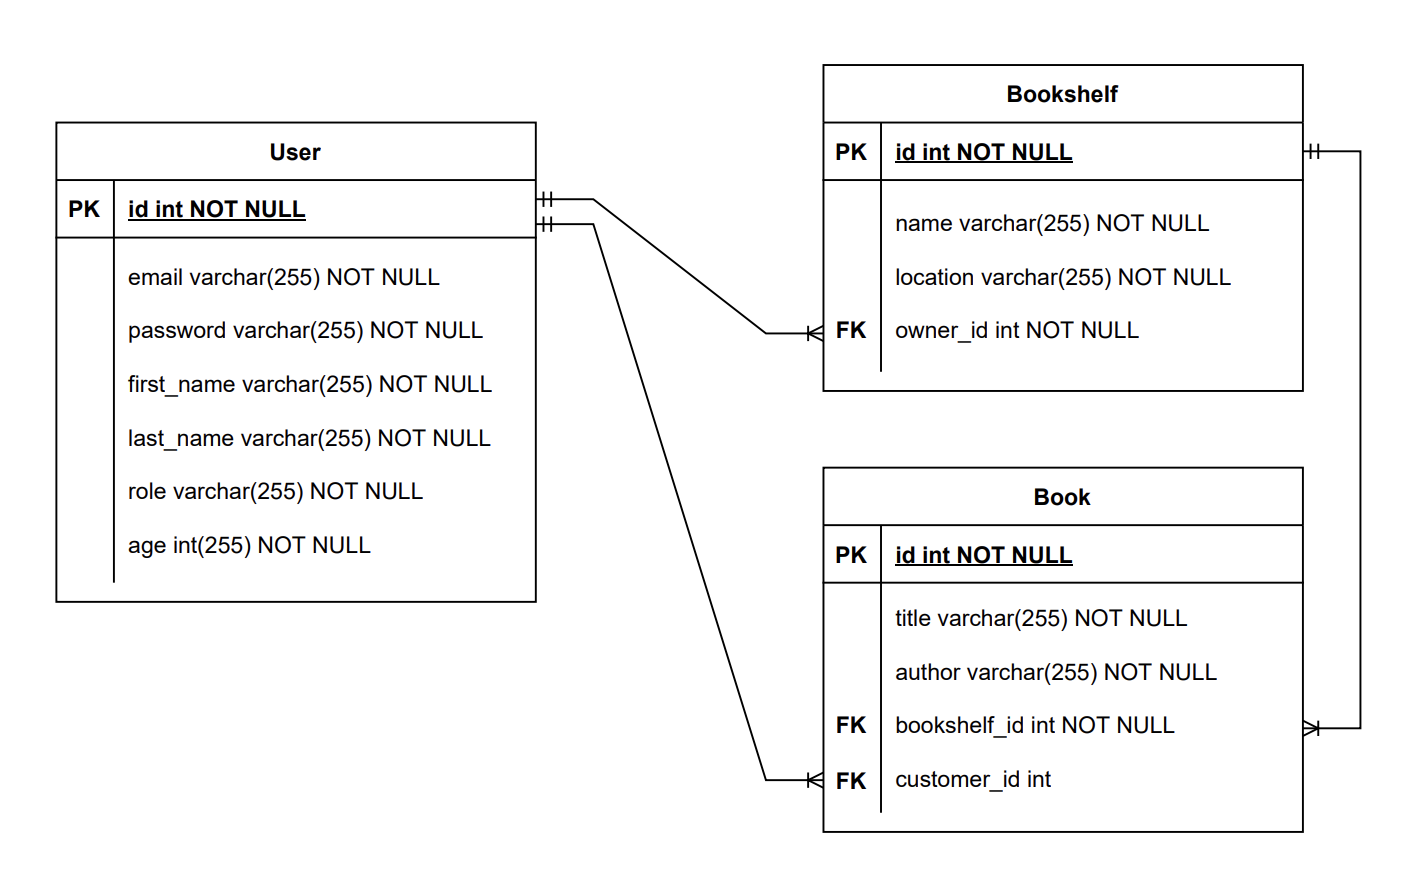 User
PK id int NOT NULL
email varchar(255) NOT NULL
password varchar(255) NOT NULL
first_name varchar(255) NOT NULL
last_name varchar(255) NOT NULL
role varchar(255) NOT NULL
age int(255) NOT NULL
Bookshelf
PK id int NOT NULL
name varchar(255) NOT NULL
location varchar(255) NOT NULL
FK owner_id int NOT NULL
Book
PK id int NOT NULL
title varchar(255) NOT NULL
author varchar(255) NOT NULL
FK bookshelf_id int NOT NULL
FK customer_id int